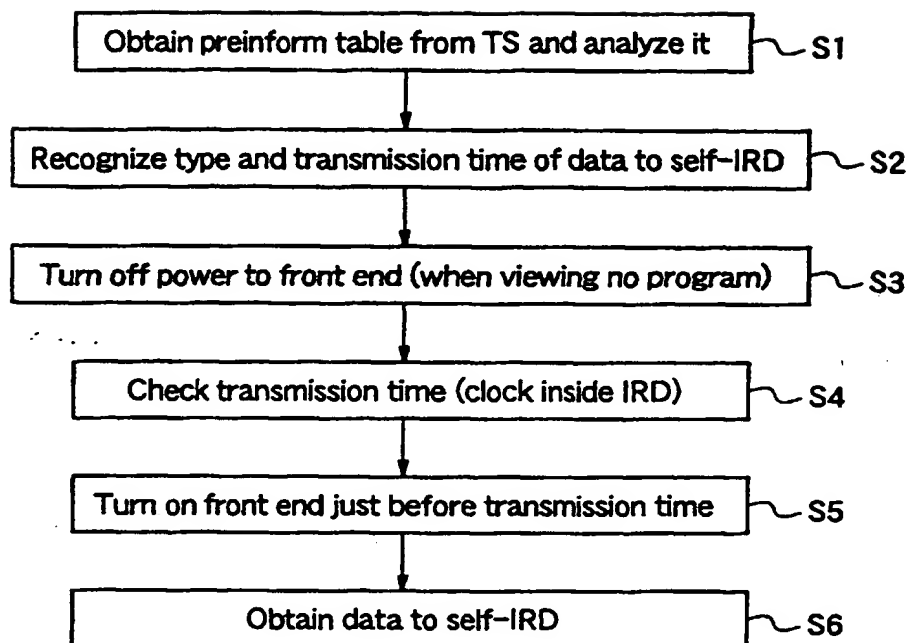 Obtain preinform table from TS and analyze it S1
Recognize type and transmission time of data to self-IRD S2
Turn off power to front end (when viewing no program) S3
Check transmission time (clock inside IRD) S4
Turn on front end just before transmission time S5
Obtain data to self-IRD S6